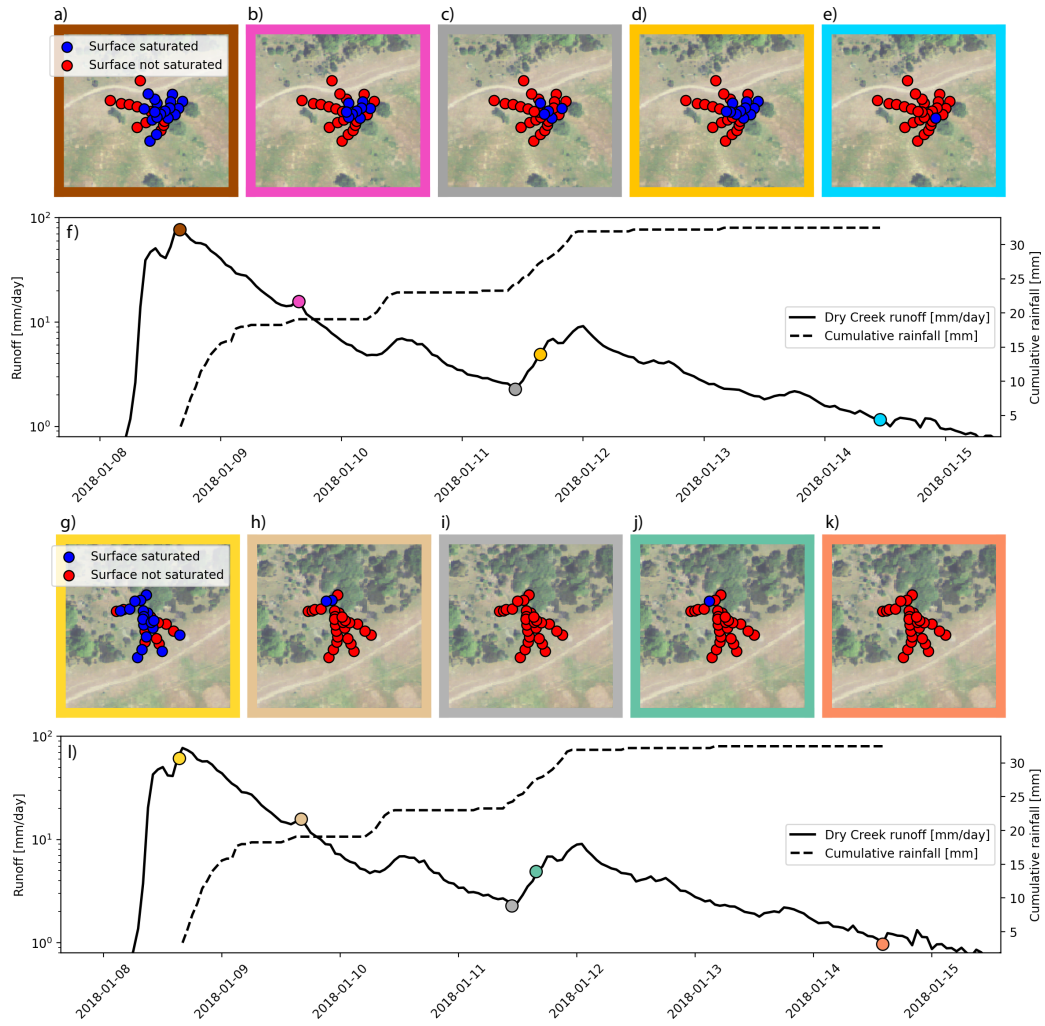 a) b) c) d) e)
Surface saturated
Surface not saturated
f)
10²
10¹
10⁰
Runoff [mm/day]
30
25
20
15
10
5
Cumulative rainfall [mm]
Dry Creek runoff [mm/day]
Cumulative rainfall [mm]
2018-01-08 2018-01-09 2018-01-10 2018-01-11 2018-01-12 2018-01-13 2018-01-14 2018-01-15
g) h) i) j) k)
Surface saturated
Surface not saturated
l)
10²
10¹
10⁰
Runoff [mm/day]
30
25
20
15
10
5
Cumulative rainfall [mm]
Dry Creek runoff [mm/day]
Cumulative rainfall [mm]
2018-01-08 2018-01-09 2018-01-10 2018-01-11 2018-01-12 2018-01-13 2018-01-14 2018-01-15